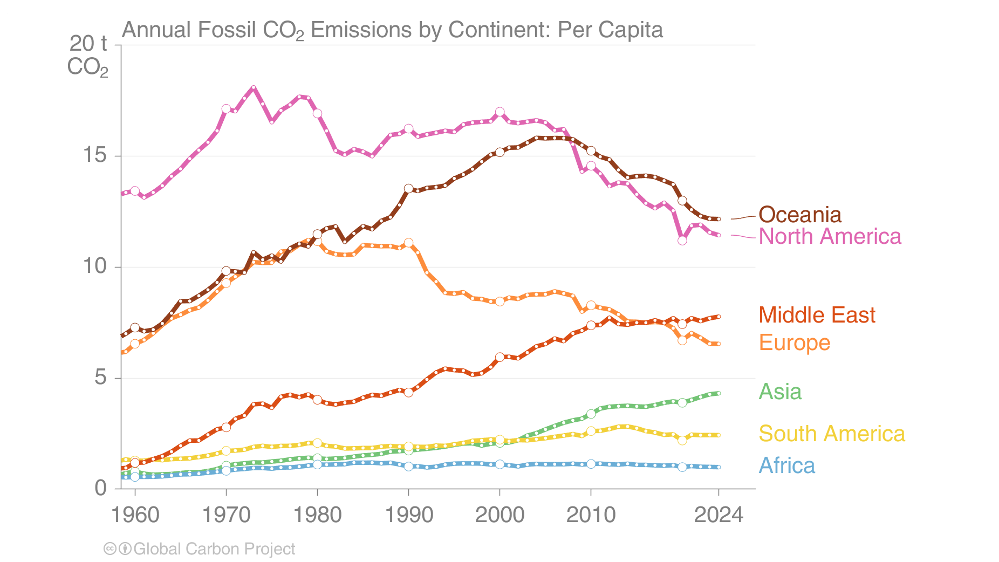 Annual Fossil CO₂ Emissions by Continent: Per Capita
20 t
CO₂
15
10
5
0
Oceania
North America
Middle East
Europe
Asia
South America
Africa
1960 1970 1980 1990 2000 2010 2024
cc Global Carbon Project